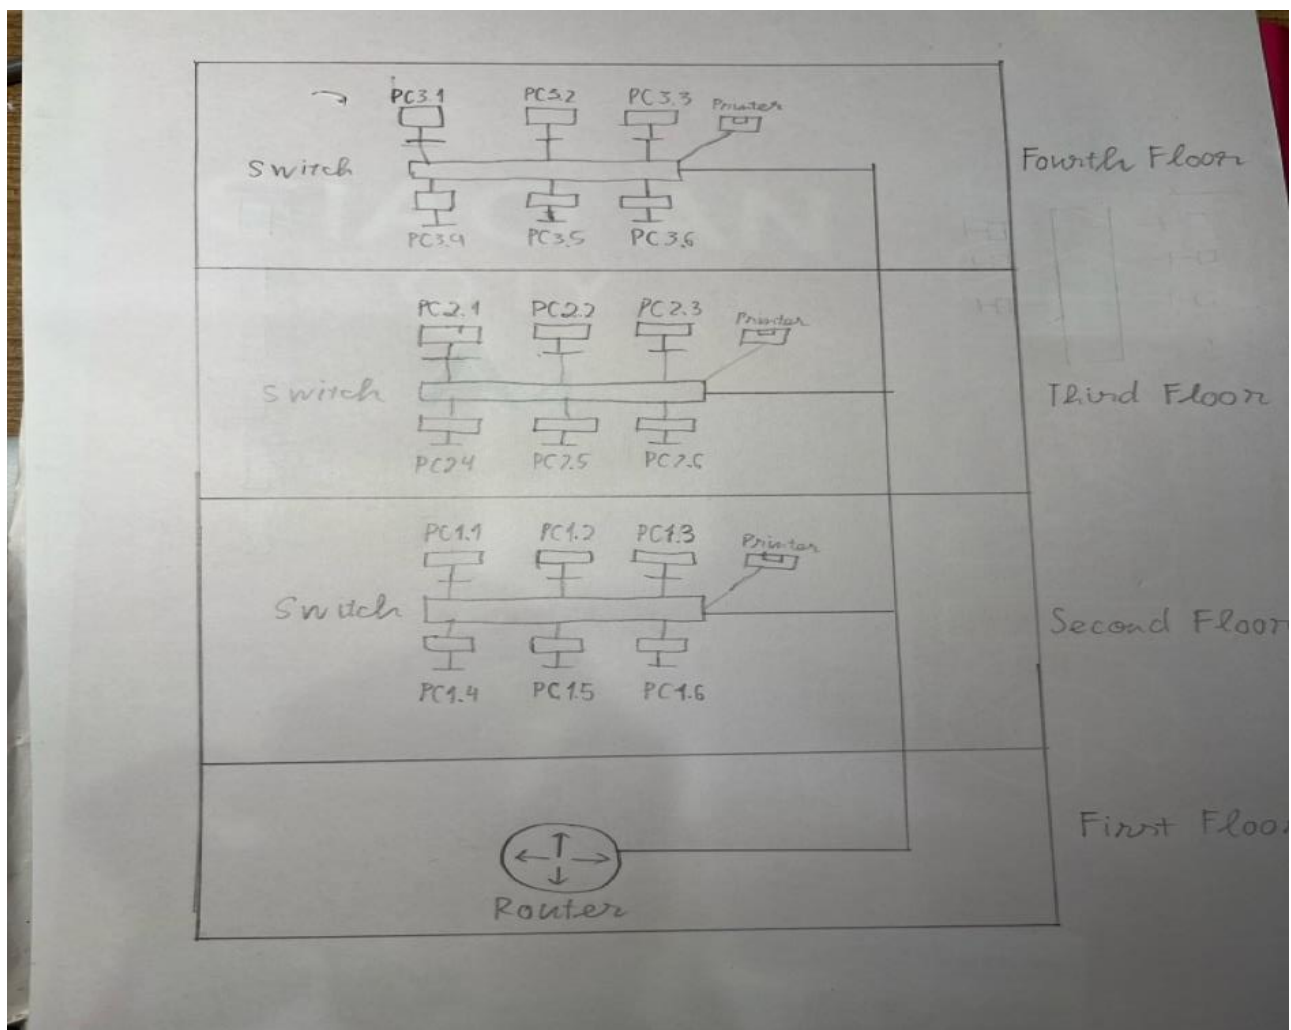 PC3.1 PC3.2 PC3.3 Printer
Switch
Fourth Floor
PC3.4 PC3.5 PC3.6
PC2.1 PC2.2 PC2.3 Printer
Switch
Third Floor
PC24 PC2.5 PC2.6
PC1.1 PC1.2 PC1.3 Printer
Switch
Second Floor
PC1.4 PC1.5 PC1.6
First Floor
Router